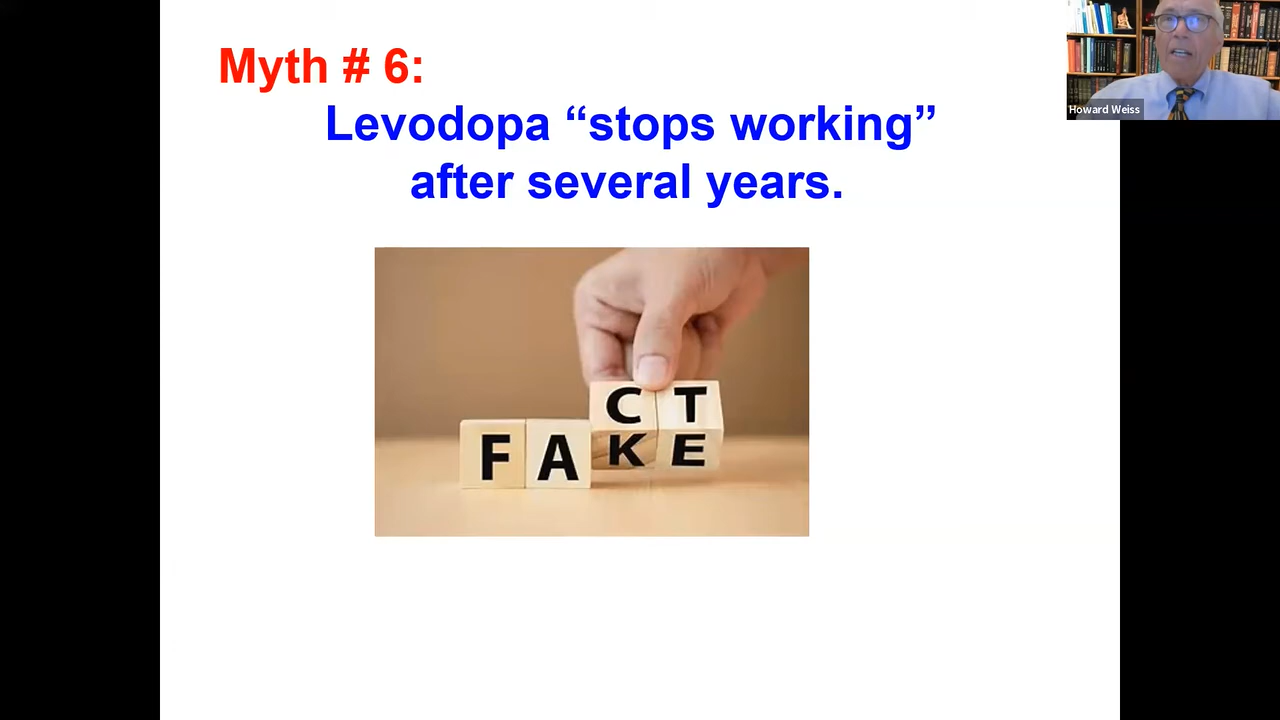 Myth # 6:
Levodopa “stops working”
after several years.
CT
FAKE
Howard Weiss